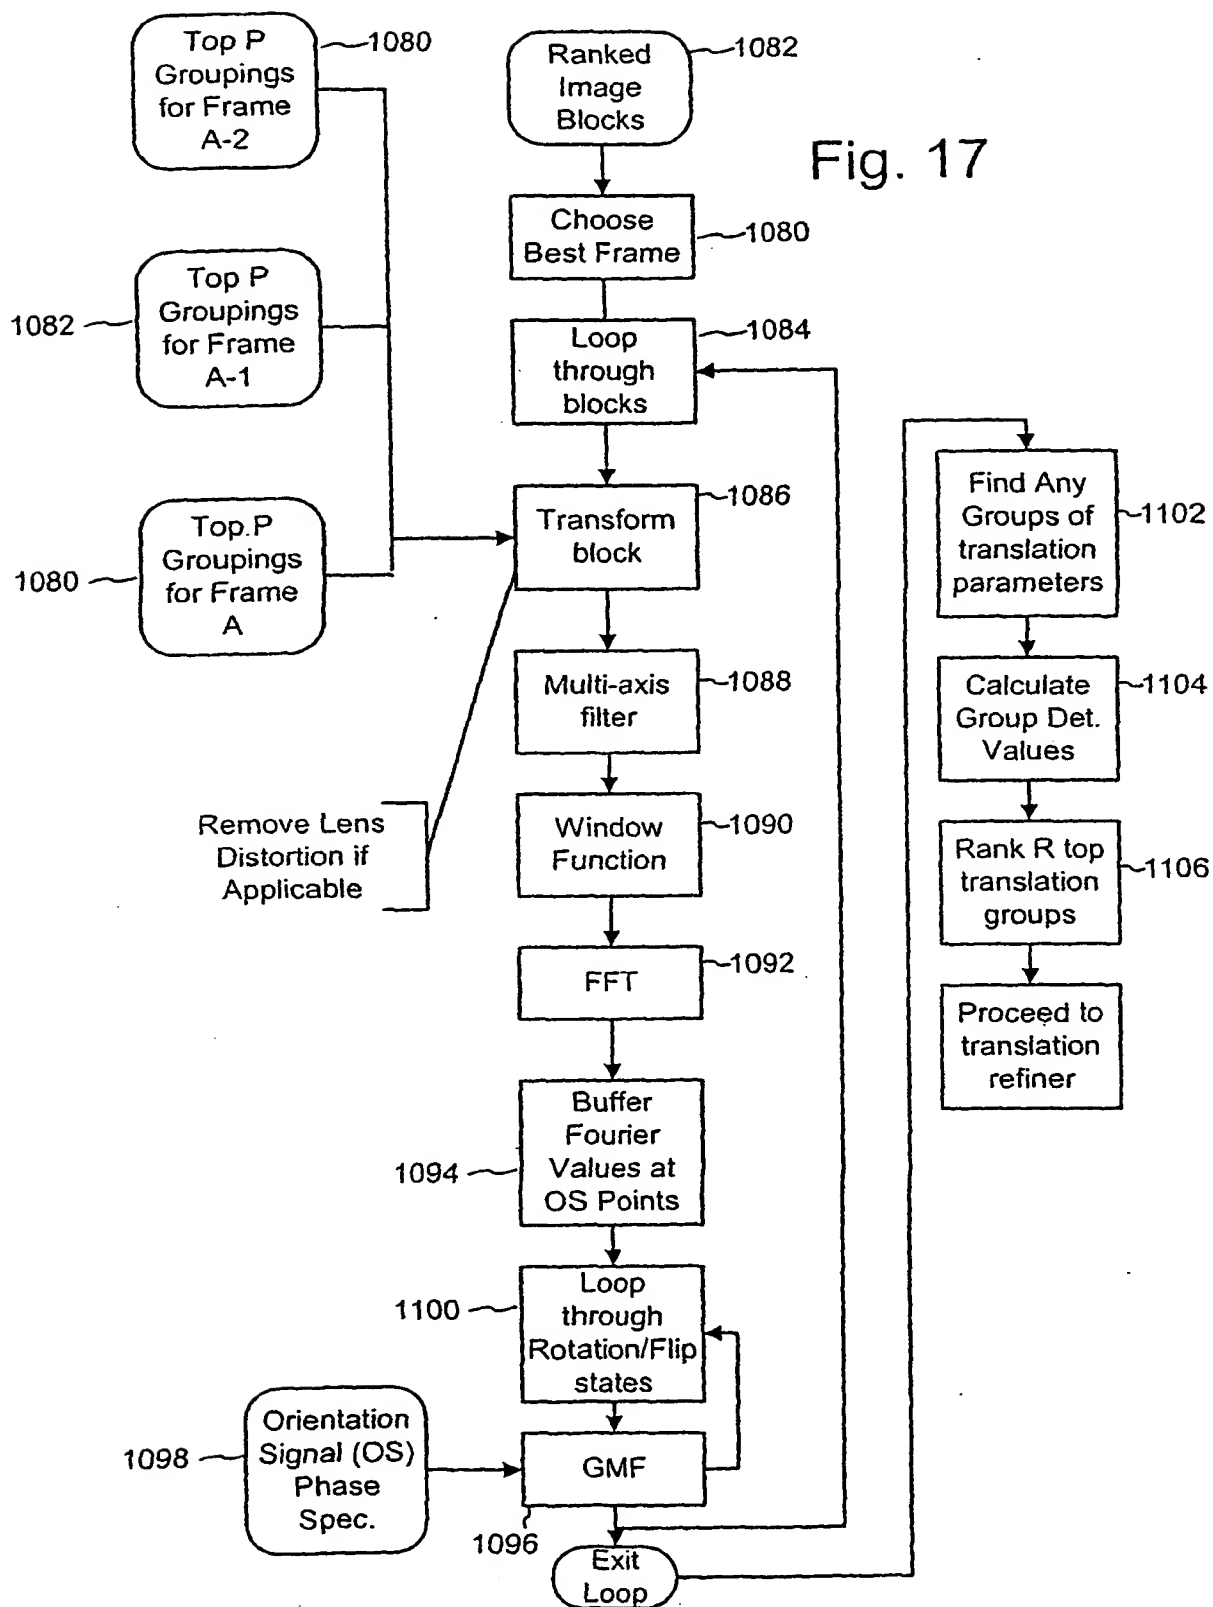 Top P
Groupings
for Frame
A-2
1080
Ranked
Image
Blocks
1082
Fig. 17
Choose
Best Frame
1080
Top P
Groupings
for Frame
A-1
1082
Loop
through
blocks
1084
Top.P
Groupings
for Frame
A
1080
Transform
block
1086
Multi-axis
filter
1088
Remove Lens
Distortion if
Applicable
Window
Function
1090
FFT
1092
Buffer
Fourier
Values at
OS Points
1094
Loop
through
Rotation/Flip
states
1100
Orientation
Signal (OS)
Phase
Spec.
1098
GMF
1096
Exit
Loop
Find Any
Groups of
translation
parameters
1102
Calculate
Group Det.
Values
1104
Rank R top
translation
groups
1106
Proceed to
translation
refiner